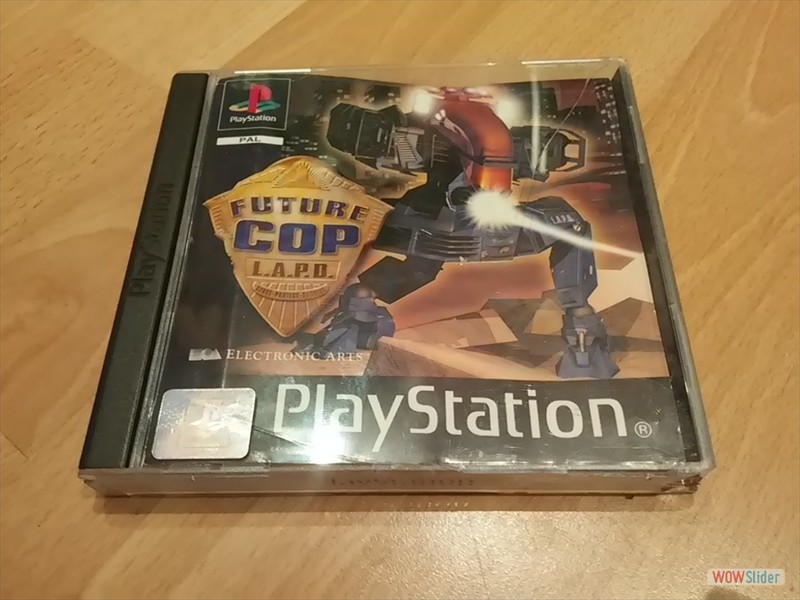 PlayStation
PlayStation
PAL
FUTURE
COP
L.A.P.D.
ELECTRONIC ARTS
PlayStation®
L.A.P.D.
WOWSlider